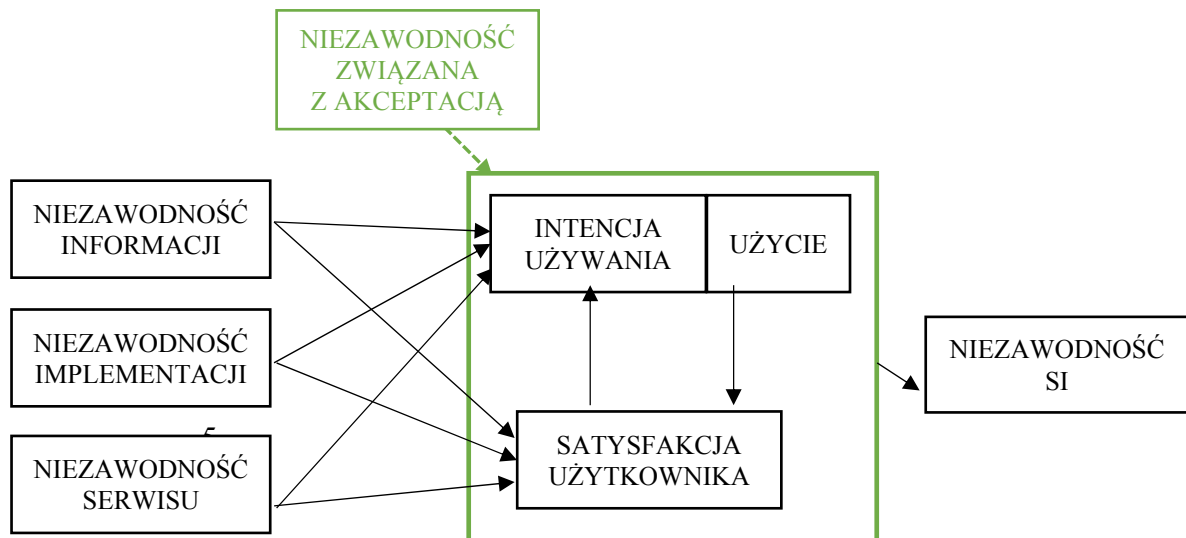 NIEZAWODNOŚĆ
ZWIĄZANA
Z AKCEPTACJĄ
NIEZAWODNOŚĆ
INFORMACJI
INTENCJA
UŻYWANIA
UŻYCIE
NIEZAWODNOŚĆ
IMPLEMENTACJI
NIEZAWODNOŚĆ
SI
NIEZAWODNOŚĆ
SERWISU
SATYSFAKCJA
UŻYTKOWNIKA